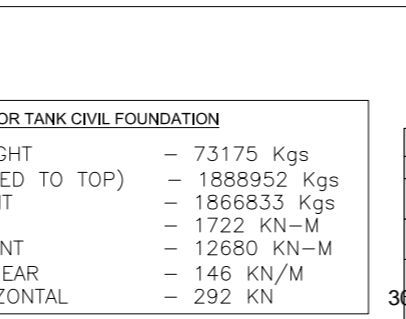 OR TANK CIVIL FOUNDATION
GHT – 73175 Kgs
ED TO TOP) – 1888952 Kgs
T – 1866833 Kgs
– 1722 KN–M
NT – 12680 KN–M
EAR – 146 KN/M
ZONTAL – 292 KN
36